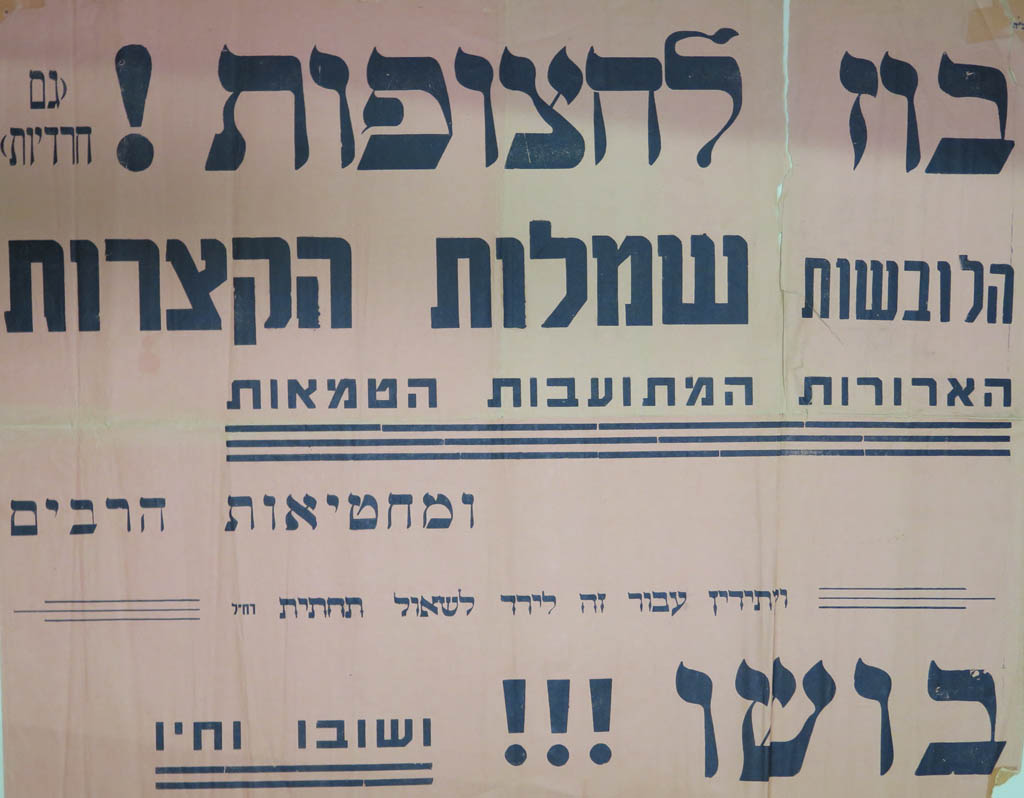 בוז לחצופות ! (גם חרדיות)
הלובשות שמלות הקצרות
הארורות המתועבות הטמאות
ומחטיאות הרבים
ויתידין עבור זה לירד לשאול תחתית רח״ל
בושו !!!
ושובו וחיו